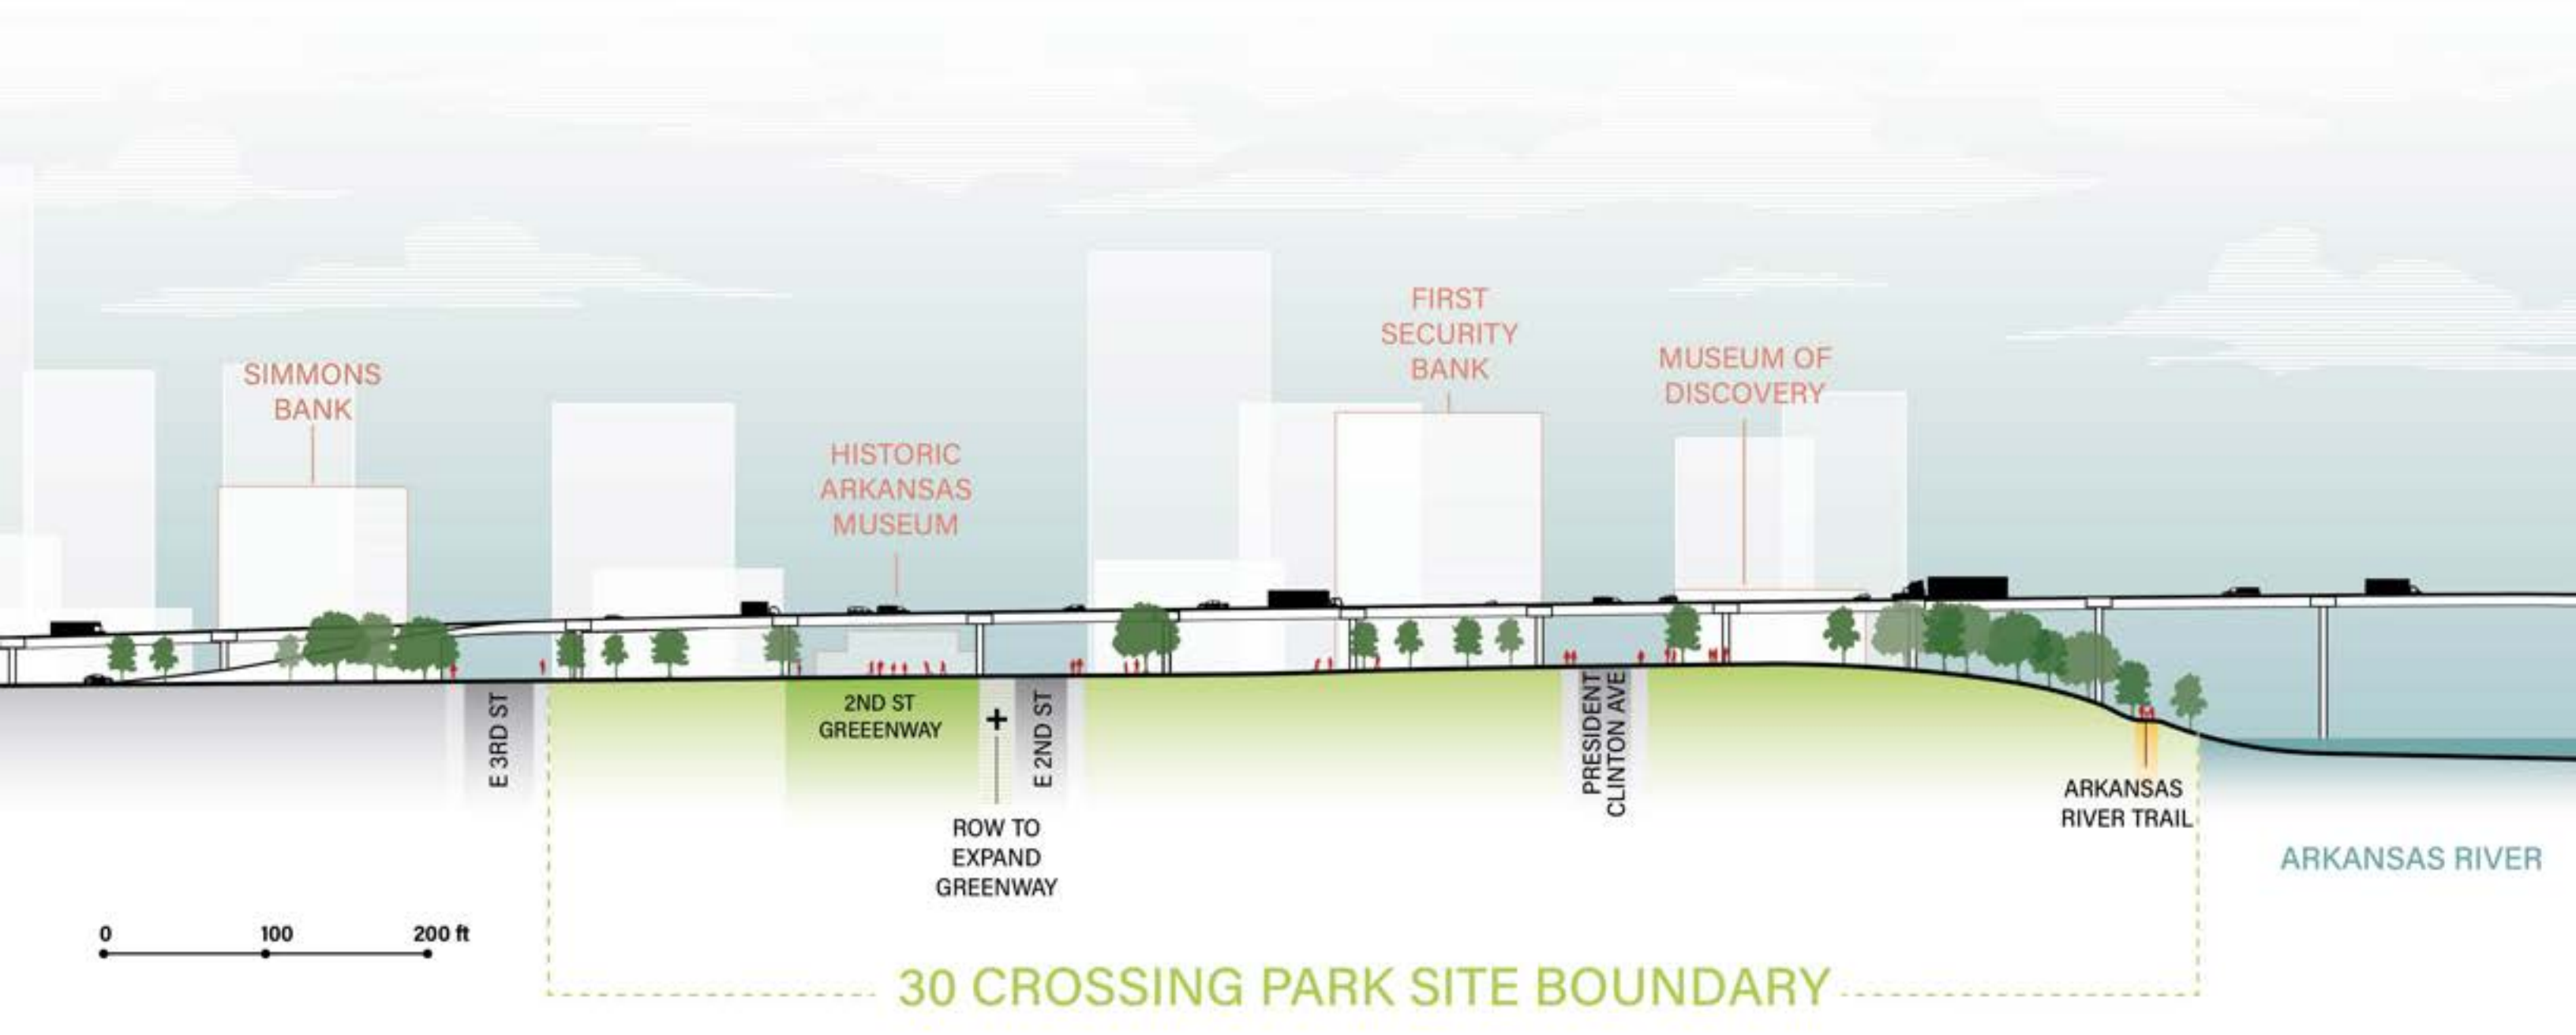 SIMMONS
BANK
HISTORIC
ARKANSAS
MUSEUM
FIRST
SECURITY
BANK
MUSEUM OF
DISCOVERY
E 3RD ST
2ND ST
GREEENWAY
+
E 2ND ST
ROW TO
EXPAND
GREENWAY
PRESIDENT
CLINTON AVE
ARKANSAS
RIVER TRAIL
ARKANSAS RIVER
0 100 200 ft
30 CROSSING PARK SITE BOUNDARY